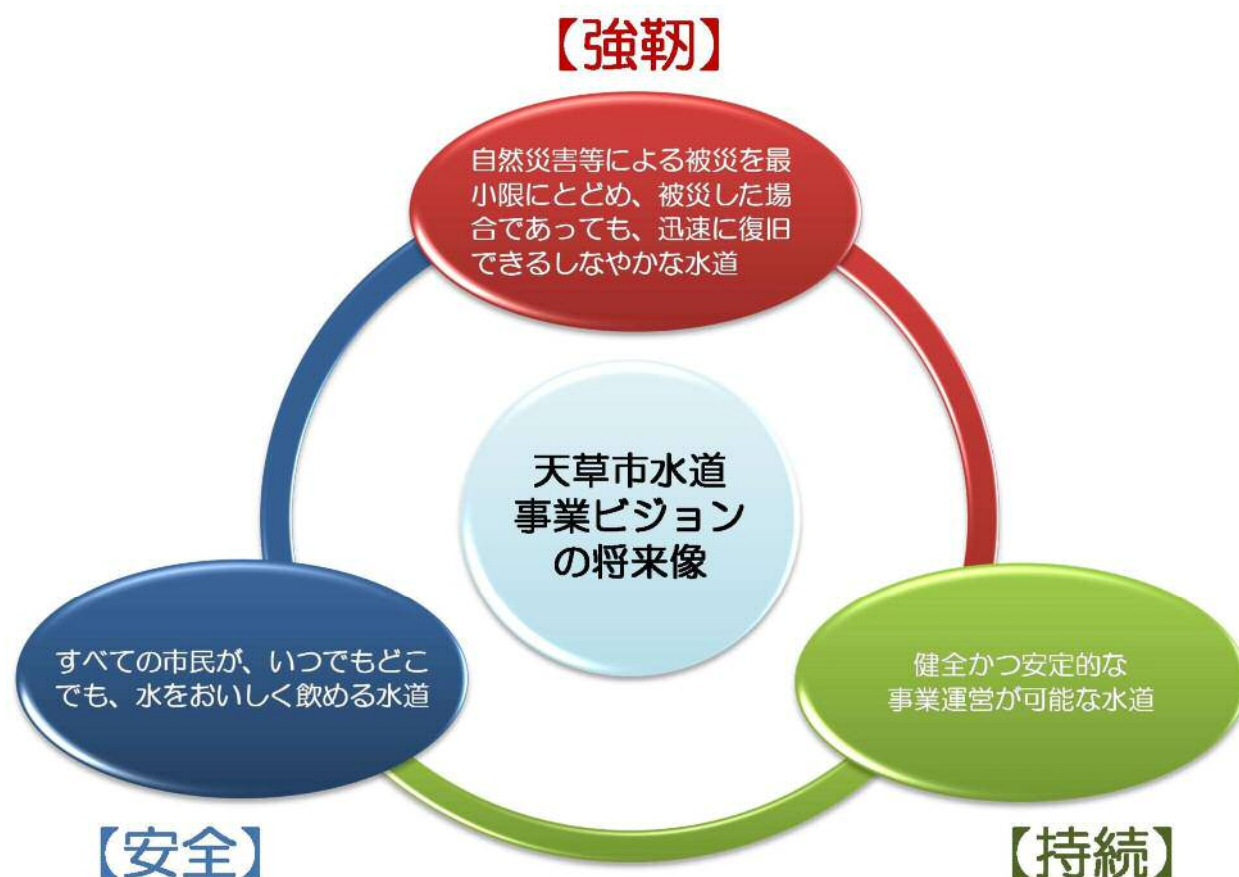 【強靭】
自然災害等による被災を最
小限にとどめ、被災した場
合であっても、迅速に復旧
できるしなやかな水道
天草市水道
事業ビジョン
の将来像
すべての市民が、いつでもどこ
でも、水をおいしく飲める水道
健全かつ安定的な
事業運営が可能な水道
【安全】
【持続】